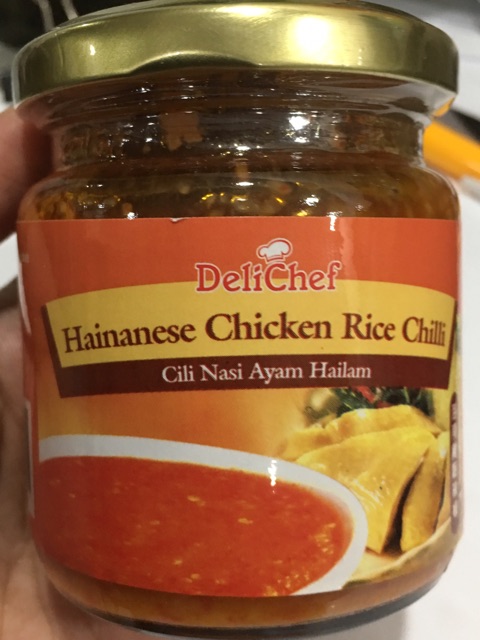 DeliChef
Hainanese Chicken Rice Chilli
Cili Nasi Ayam Hailam